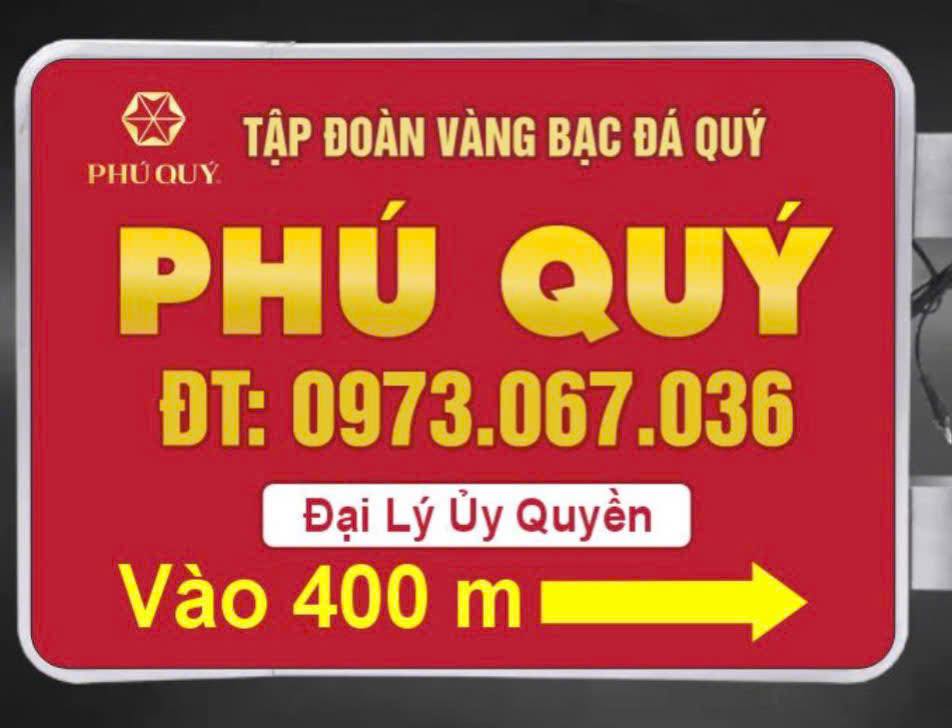 PHÚ QUÝ
TẬP ĐOÀN VÀNG BẠC ĐÁ QUÝ
PHÚ QUÝ
ĐT: 0973.067.036
Đại Lý Ủy Quyền
Vào 400 m